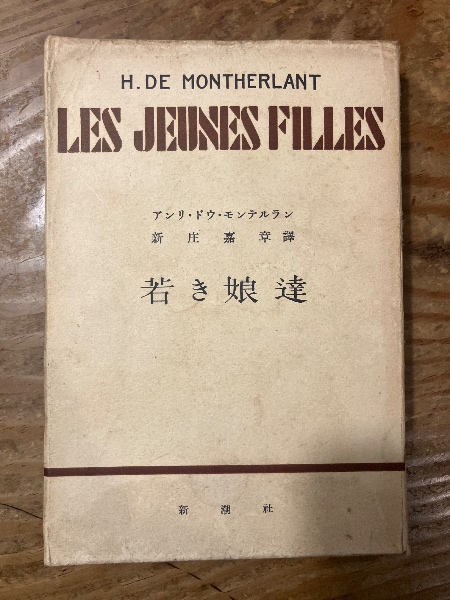 H. DE MONTHERLANT
LES JEUNES FILLES
アンリ・ドウ・モンテルラン
新庄嘉章譯
若き娘達
新潮社